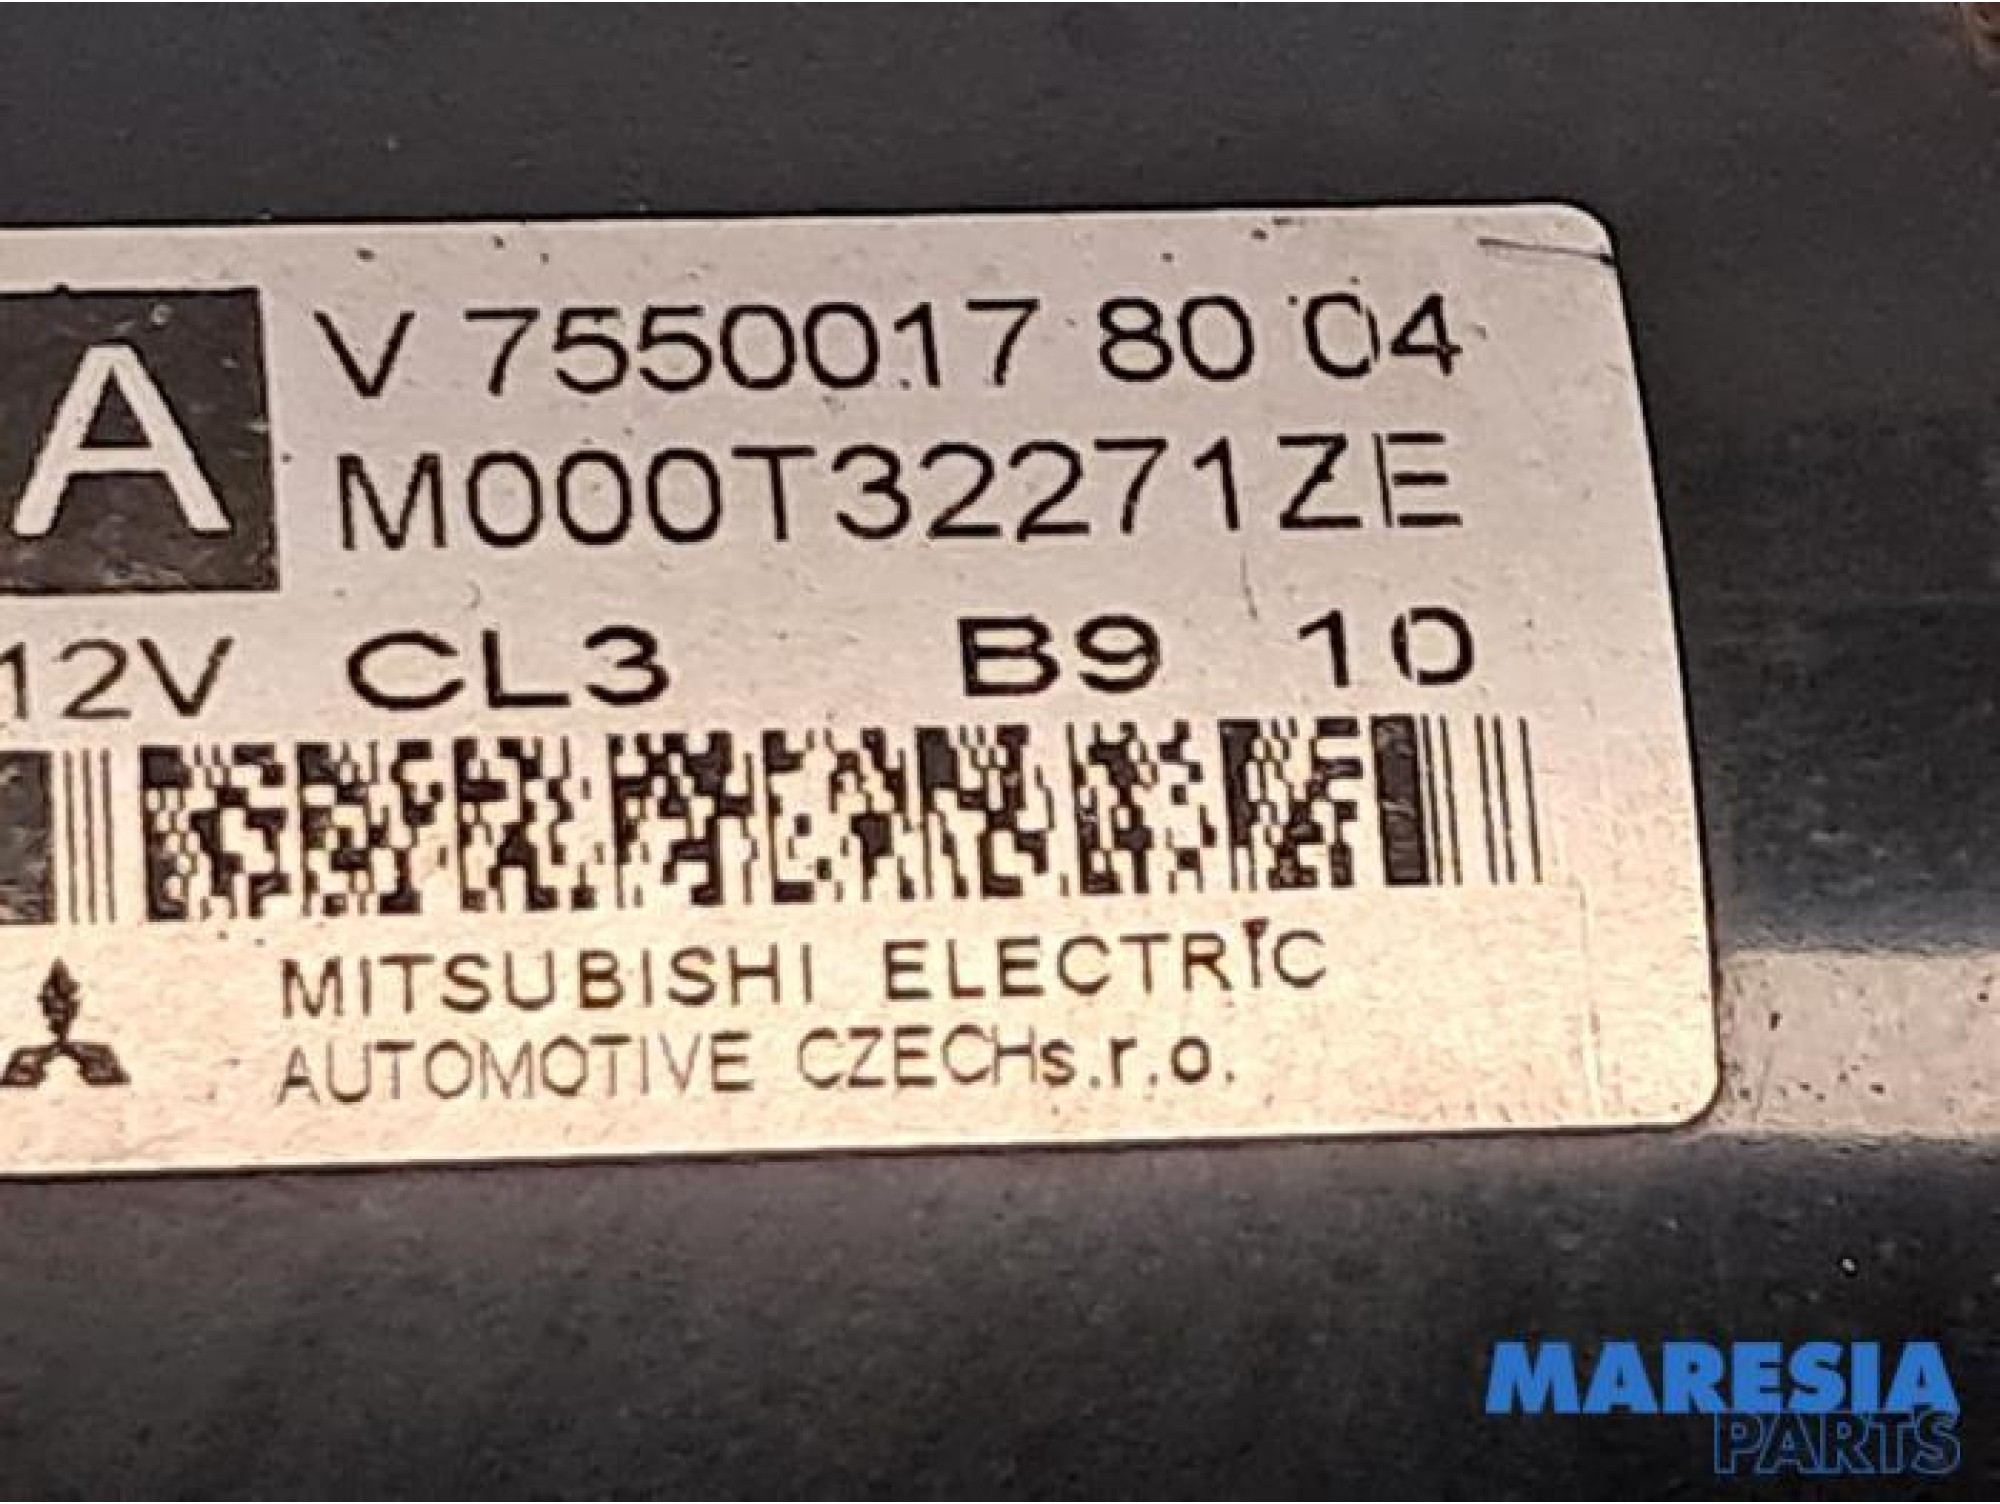 A
V 7550017 80 04
M000T32271ZE
12V CL3 B9 10
MITSUBISHI ELECTRIC
AUTOMOTIVE CZECHs.r.o.
MARESIA
PARTS